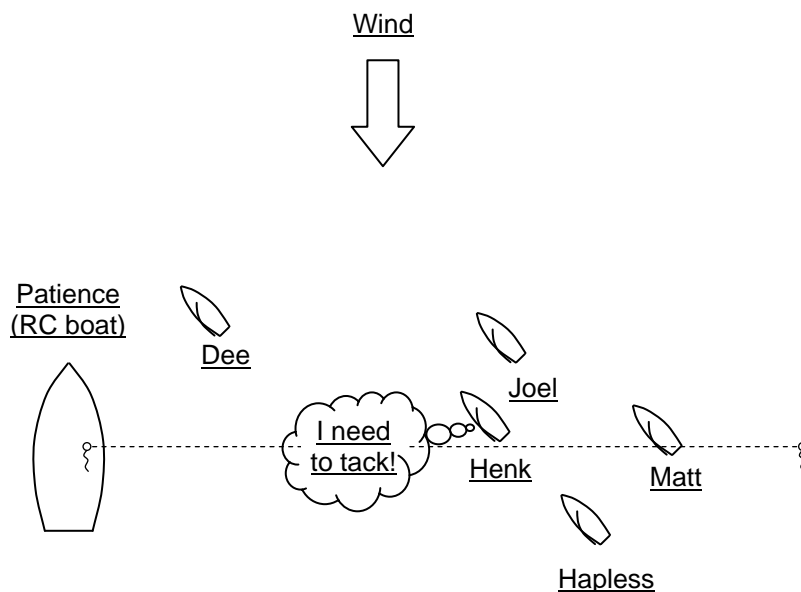 Wind
Patience
(RC boat)
Dee
Joel
I need
to tack!
Henk
Matt
Hapless